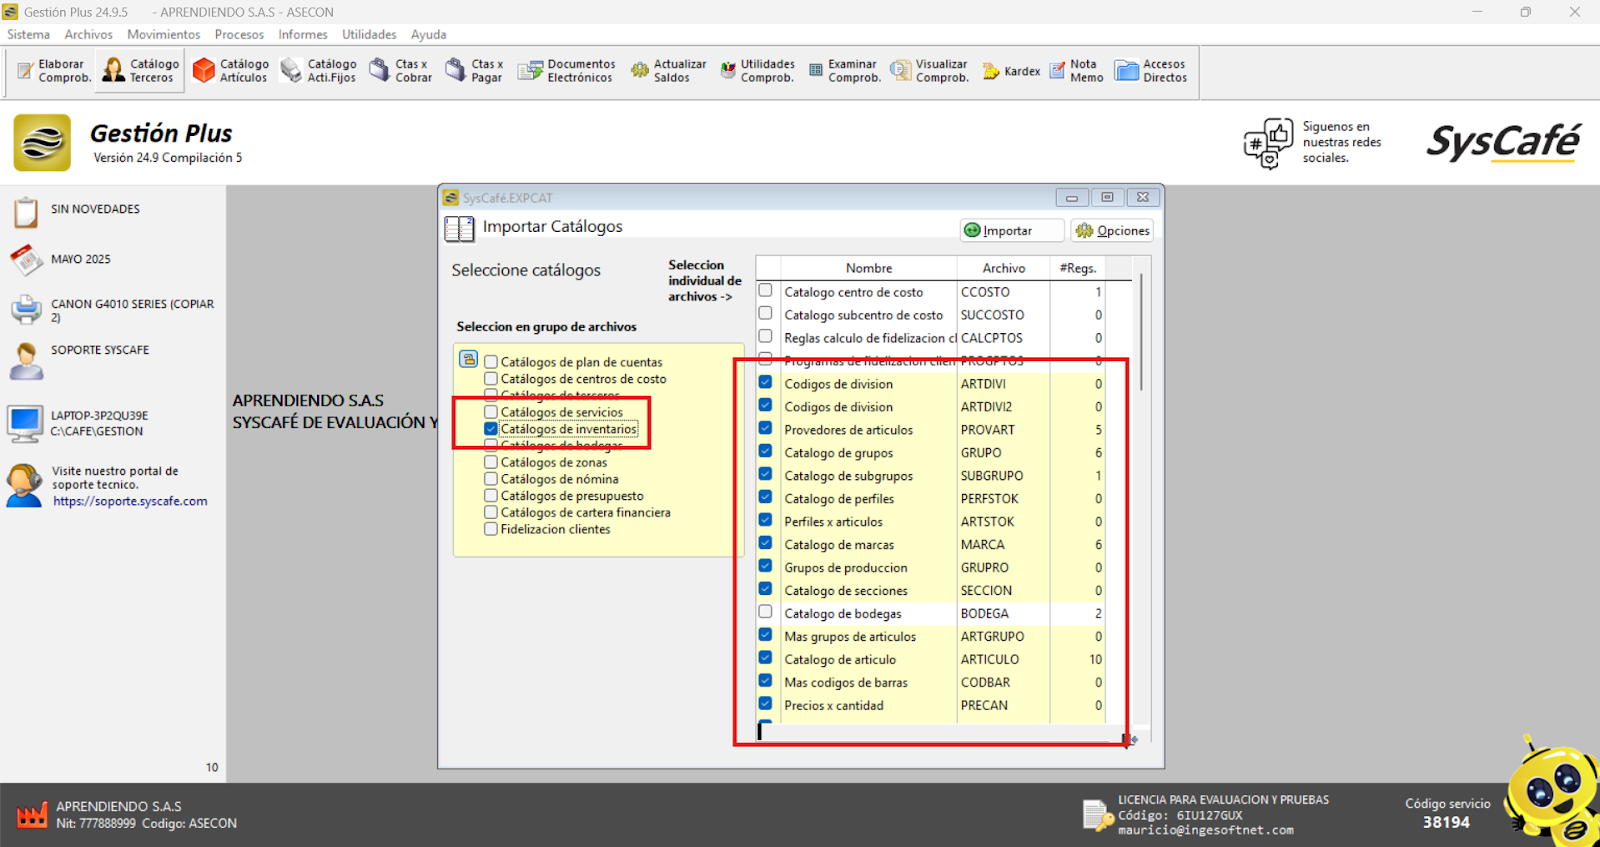 Gestión Plus 24.9.5 - APRENDIENDO S.A.S - ASECON
Sistema Archivos Movimientos Procesos Informes Utilidades Ayuda
Elaborar Comprob.
Catálogo Terceros
Catálogo Artículos
Catálogo Acti.Fijos
Ctas x Cobrar
Ctas x Pagar
Documentos Electrónicos
Actualizar Saldos
Utilidades Comprob.
Examinar Comprob.
Visualizar Comprob.
Kardex
Nota Memo
Accesos Directos
Gestión Plus
Versión 24.9 Compilación 5
Siguenos en
nuestras redes
sociales.
SysCafé
SIN NOVEDADES
MAYO 2025
CANON G4010 SERIES (COPIAR
2)
SOPORTE SYSCAFE
LAPTOP-3P2QU39E
C:\CAFE\GESTION
Visite nuestro portal de
soporte tecnico.
https://soporte.syscafe.com
10
APRENDIENDO S.A.S
SYSCAFÉ DE EVALUACIÓN Y
SysCafé.EXPCAT
Importar Catálogos
Importar Opciones
Seleccione catálogos
Seleccion
individual de
archivos ->
Seleccion en grupo de archivos
Catálogos de plan de cuentas
Catálogos de centros de costo
Catálogos de terceros
Catálogos de servicios
Catálogos de inventarios
Catálogos de bodegas
Catálogos de zonas
Catálogos de nómina
Catálogos de presupuesto
Catálogos de cartera financiera
Fidelizacion clientes
Nombre Archivo #Regs.
Catalogo centro de costo CCOSTO 1
Catalogo subcentro de costo SUCCOSTO 0
Reglas calculo de fidelizacion cl CALCPTOS 0
Programas de fidelizacion clien PROGPTOS 0
Codigos de division ARTDIVI 0
Codigos de division ARTDIVI2 0
Provedores de articulos PROVART 5
Catalogo de grupos GRUPO 6
Catalogo de subgrupos SUBGRUPO 1
Catalogo de perfiles PERFSTOK 0
Perfiles x articulos ARTSTOK 0
Catalogo de marcas MARCA 6
Grupos de produccion GRUPRO 0
Catalogo de secciones SECCION 0
Catalogo de bodegas BODEGA 2
Mas grupos de articulos ARTGRUPO 0
Catalogo de articulo ARTICULO 10
Mas codigos de barras CODBAR 0
Precios x cantidad PRECAN 0
APRENDIENDO S.A.S
Nit: 777888999 Codigo: ASECON
LICENCIA PARA EVALUACION Y PRUEBAS
Código: 6IU127GUX
mauricio@ingesoftnet.com
Código servicio
38194